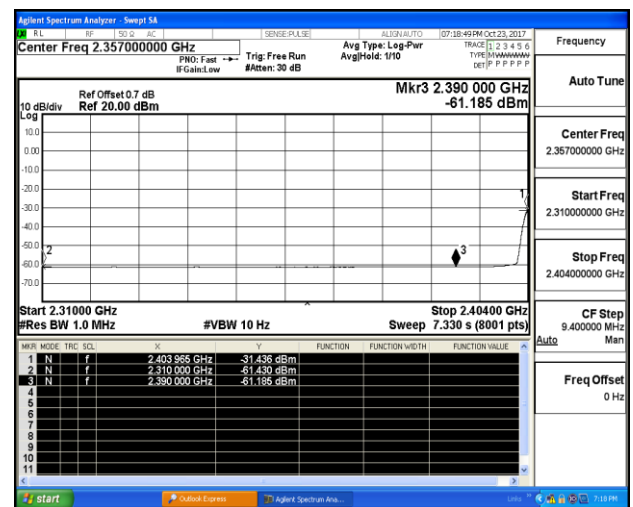 Agilent Spectrum Analyzer - Swept SA
RL RF 50 Ω AC SENSE:PULSE ALIGNAUTO 07:18:49 PM Oct 23, 2017
Center Freq 2.357000000 GHz
PNO: Fast
IFGain:Low
Trig: Free Run
#Atten: 30 dB
Avg Type: Log-Pwr
Avg|Hold: 1/10
TRACE 1 2 3 4 5 6
TYPE MWWWWW
DET P P P P P P
Mkr3 2.390 000 GHz
-61.185 dBm
Ref Offset 0.7 dB
10 dB/div Ref 20.00 dBm
Log
10.0
0.00
-10.0
-20.0
1
-30.0
-40.0
-50.0
2
3
-60.0
-70.0
Start 2.31000 GHz Stop 2.40400 GHz
#Res BW 1.0 MHz #VBW 10 Hz Sweep 7.330 s (8001 pts)
MKR MODE TRC SCL X Y FUNCTION FUNCTION WIDTH FUNCTION VALUE
1 N f 2.403 965 GHz -31.436 dBm
2 N f 2.310 000 GHz -61.430 dBm
3 N f 2.390 000 GHz -61.185 dBm
4
5
6
7
8
9
10
11
Frequency
Auto Tune
Center Freq
2.357000000 GHz
Start Freq
2.310000000 GHz
Stop Freq
2.404000000 GHz
CF Step
9.400000 MHz
Auto Man
Freq Offset
0 Hz
start Outlook Express Agilent Spectrum Ana... Links 7:18 PM